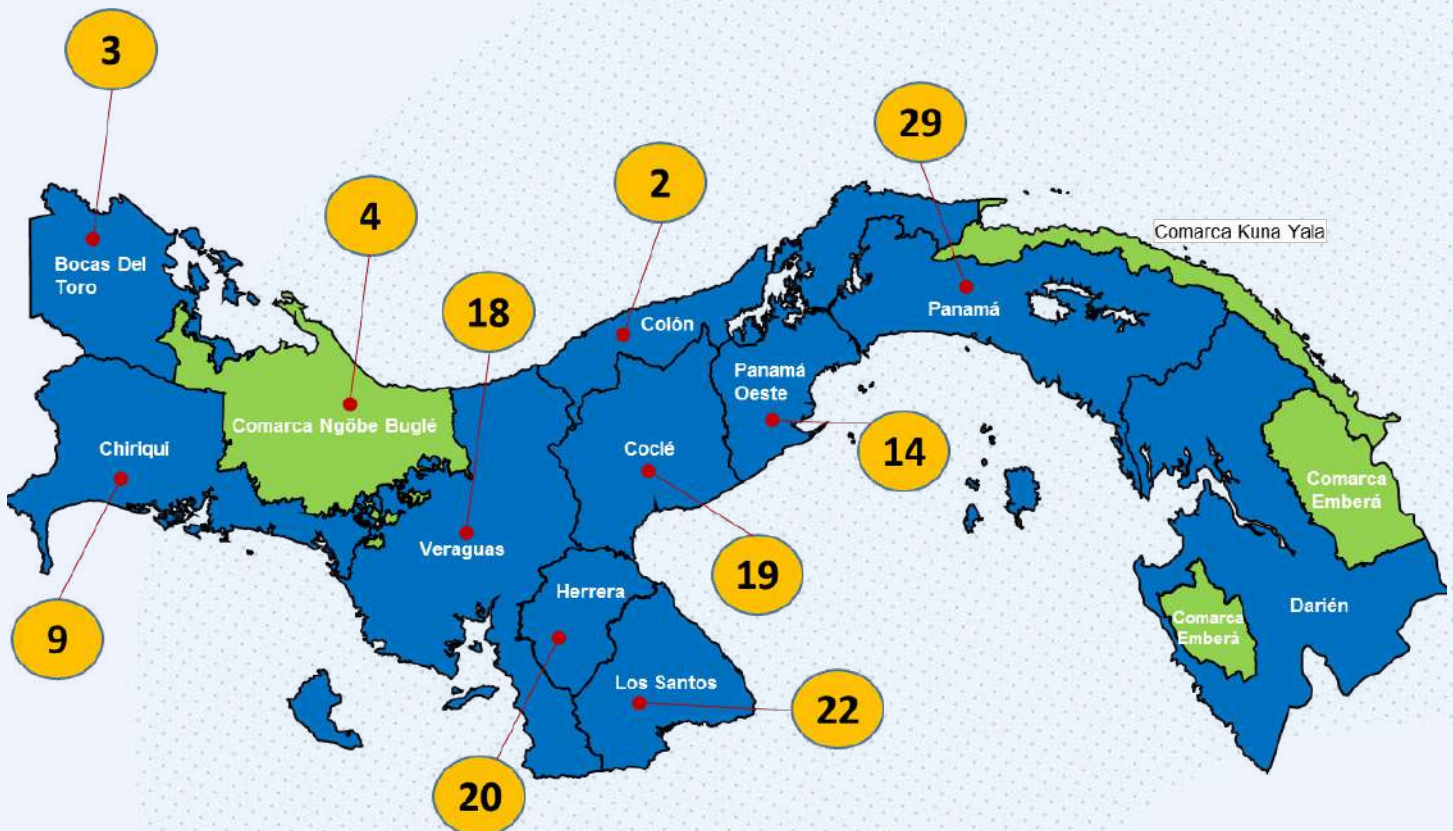 3
29
2
4
Comarca Kuna Yala
Bocas Del
Toro
18
Colón
Panamá
Panamá
Oeste
Comarca Ngöbe Buglé
Chiriquí
Coclé
14
Comarca
Emberá
Veraguas
19
Herrera
Darién
Comarca
Emberá
9
Los Santos
22
20